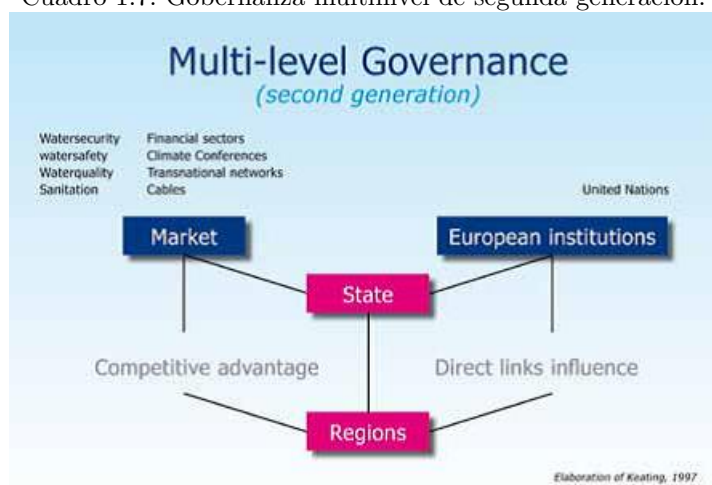 Cuadro 1.7: Gobernanza multinivel de segunda generación.
Multi-level Governance
(second generation)
Watersecurity Financial sectors
watersafety Climate Conferences
Waterquality Transnational networks
Sanitation Cables
United Nations
Market
European institutions
State
Competitive advantage
Direct links influence
Regions
Elaboration of Keating, 1997